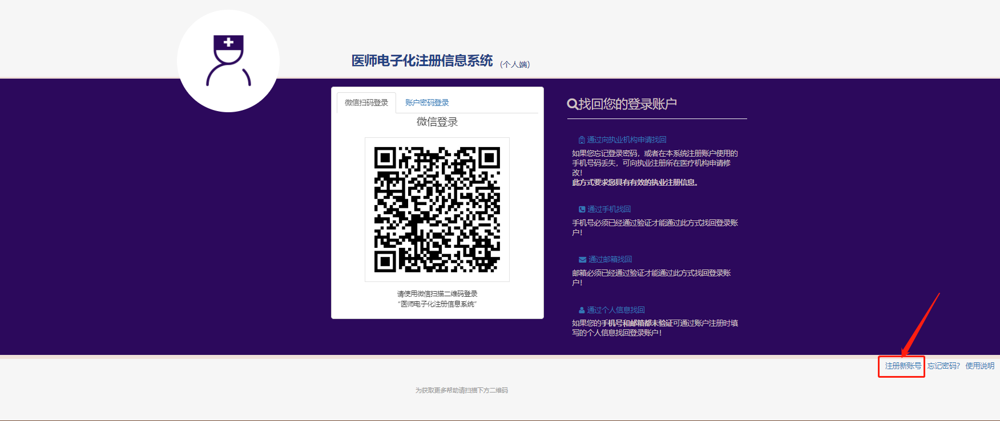 医师电子化注册信息系统 (个人端)
微信扫码登录 账户密码登录
微信登录
请使用微信扫描二维码登录
“医师电子化注册信息系统”
找回您的登录账户
通过向执业机构申请找回
如果您忘记登录密码，或者在本系统注册账户使用的
手机号码丢失，可向执业注册所在医疗机构申请修
改！
此方式要求您具有有效的执业注册信息。
通过手机找回
手机号必须已经通过验证才能通过此方式找回登录账
户！
通过邮箱找回
邮箱必须已经通过验证才能通过此方式找回登录账
户！
通过个人信息找回
如果您的手机号和邮箱都未验证可通过账户注册时填
写的个人信息找回登录账户！
注册新账号 忘记密码？ 使用说明
为获取更多帮助请扫描下方二维码